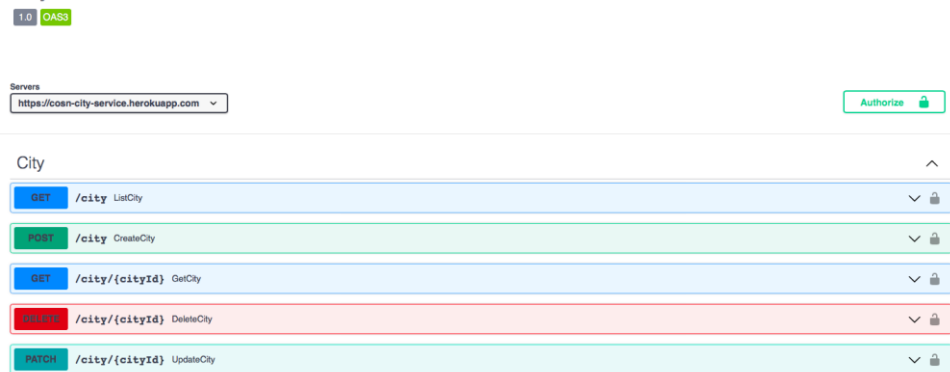 1.0 OAS3
Servers
https://cosn-city-service.herokuapp.com
Authorize
City
GET /city ListCity
POST /city CreateCity
GET /city/{cityId} GetCity
DELETE /city/{cityId} DeleteCity
PATCH /city/{cityId} UpdateCity